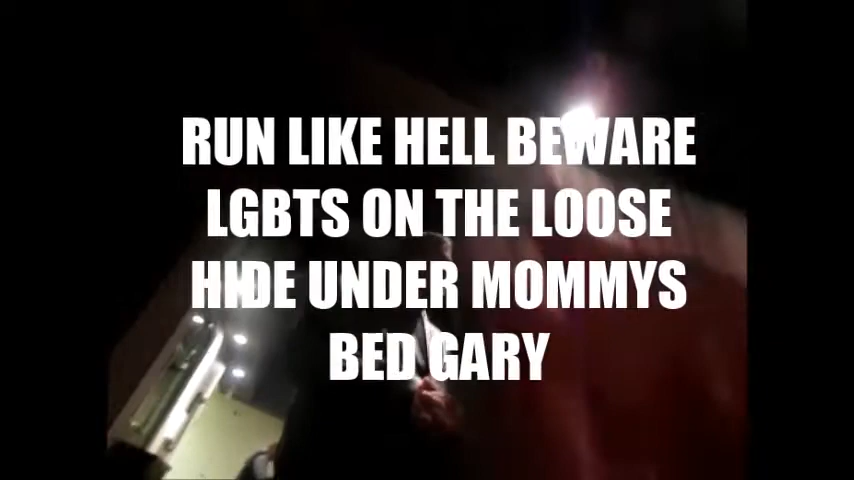 RUN LIKE HELL BEWARE
LGBTS ON THE LOOSE
HIDE UNDER MOMMYS
BED GARY